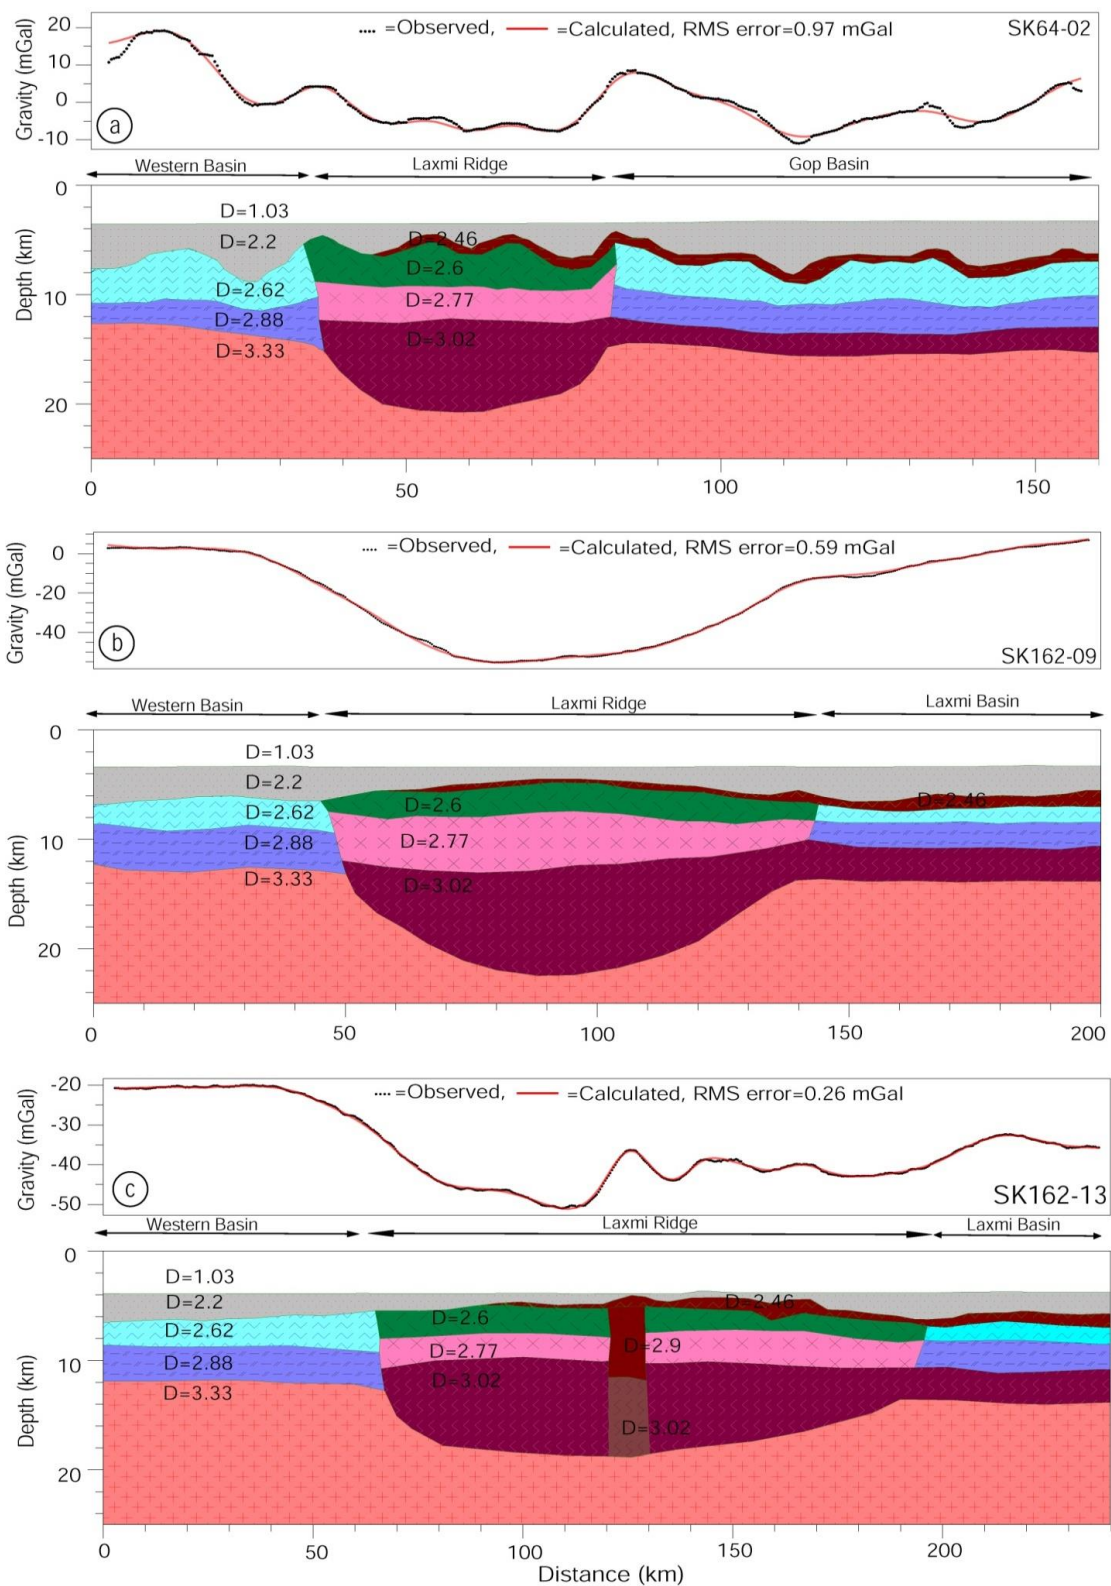 20
10
0
-10
Gravity (mGal)
=Observed, =Calculated, RMS error=0.97 mGal
SK64-02
a
Western Basin Laxmi Ridge Gop Basin
0
10
20
Depth (km)
D=1.03
D=2.2
D=2.46
D=2.6
D=2.62
D=2.77
D=2.88
D=3.02
D=3.33
0 50 100 150
0
-20
-40
Gravity (mGal)
=Observed, =Calculated, RMS error=0.59 mGal
b
SK162-09
Western Basin Laxmi Ridge Laxmi Basin
0
10
20
Depth (km)
D=1.03
D=2.2
D=2.46
D=2.6
D=2.62
D=2.77
D=2.88
D=3.02
D=3.33
0 50 100 150 200
-20
-30
-40
-50
Gravity (mGal)
=Observed, =Calculated, RMS error=0.26 mGal
c
SK162-13
Western Basin Laxmi Ridge Laxmi Basin
0
10
20
Depth (km)
D=1.03
D=2.2
D=2.46
D=2.6
D=2.62
D=2.9
D=2.77
D=2.88
D=3.02
D=3.33
D=3.02
0 50 100 150 200
Distance (km)